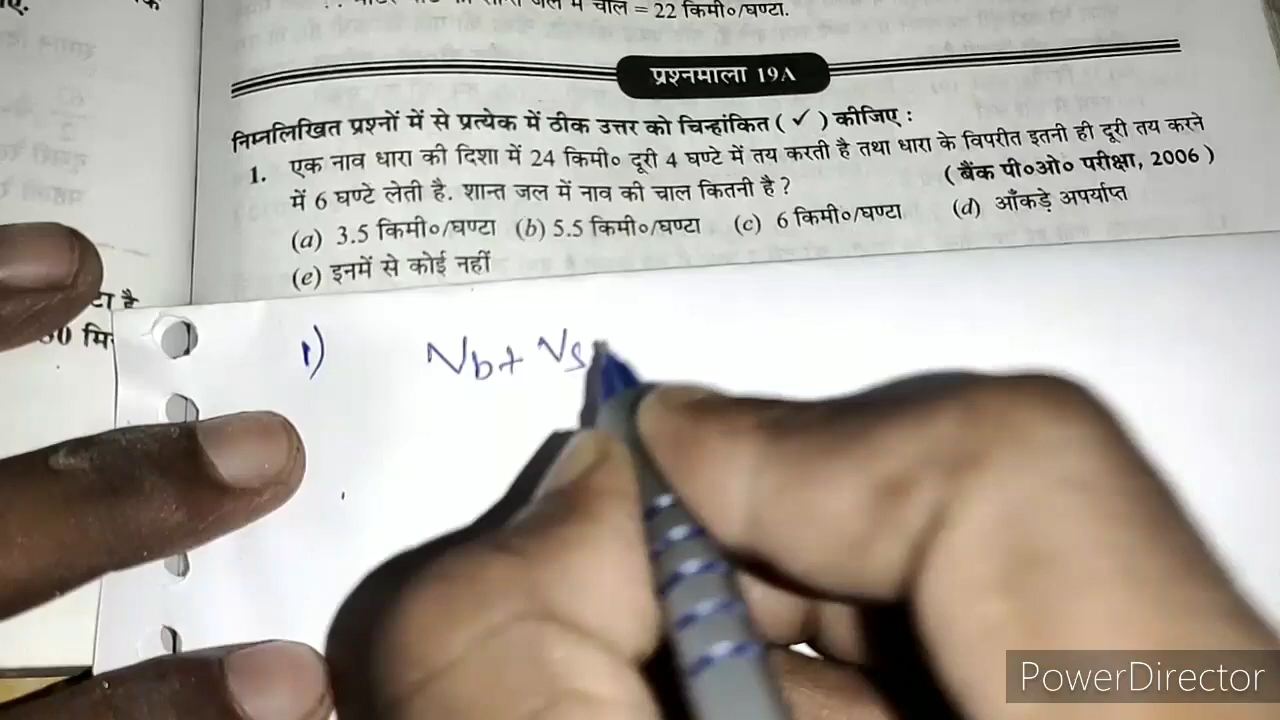 शान्त जल में चाल = 22 किमी०/घण्टा.
प्रश्नमाला 19A
निम्नलिखित प्रश्नों में से प्रत्येक में ठीक उत्तर को चिन्हांकित ( ✓ ) कीजिए :
1. एक नाव धारा की दिशा में 24 किमी० दूरी 4 घण्टे में तय करती है तथा धारा के विपरीत इतनी ही दूरी तय करने
में 6 घण्टे लेती है. शान्त जल में नाव की चाल कितनी है ? ( बैंक पी०ओ० परीक्षा, 2006 )
(a) 3.5 किमी०/घण्टा (b) 5.5 किमी०/घण्टा (c) 6 किमी०/घण्टा (d) आँकड़े अपर्याप्त
(e) इनमें से कोई नहीं
1) Vb + Vs
PowerDirector